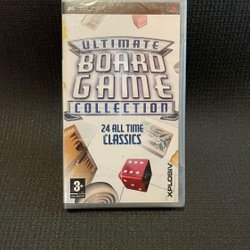 ULTIMATE
BOARD
GAME
COLLECTION
24 ALL TIME
CLASSICS
3+
XPLOSIV